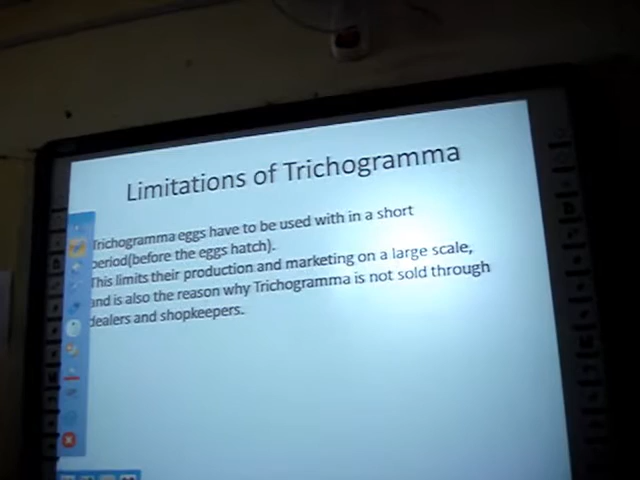 Limitations of Trichogramma
Trichogramma eggs have to be used with in a short
period(before the eggs hatch).
This limits their production and marketing on a large scale,
and is also the reason why Trichogramma is not sold through
dealers and shopkeepers.